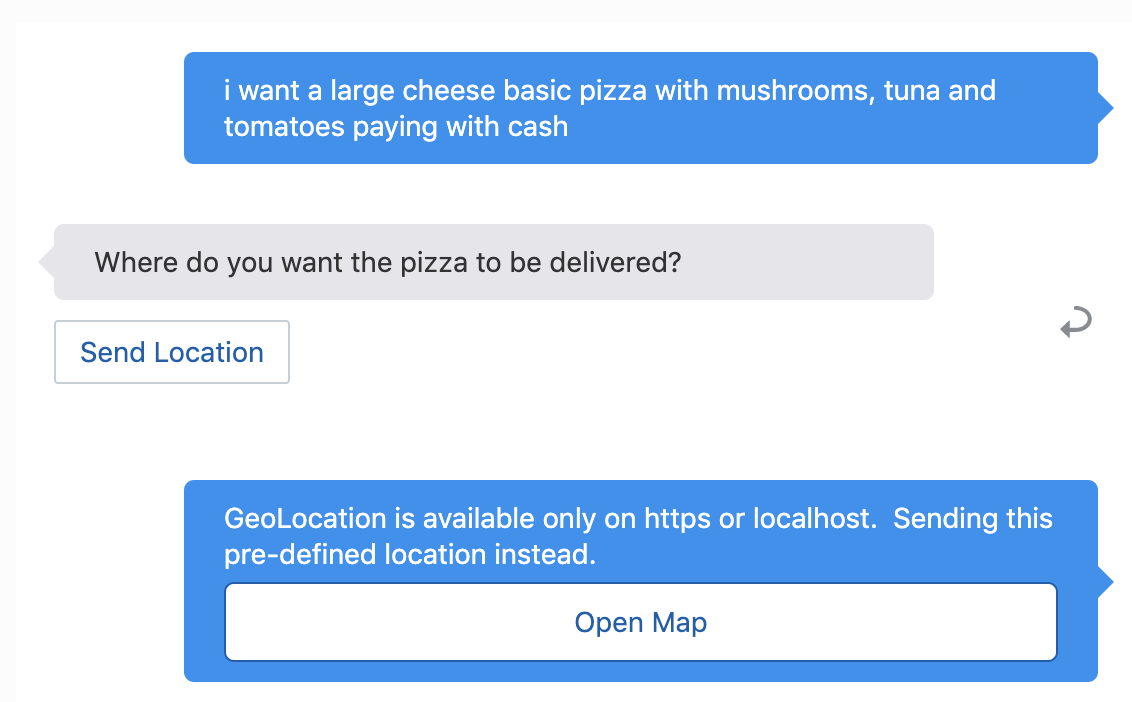 i want a large cheese basic pizza with mushrooms, tuna and
tomatoes paying with cash
Where do you want the pizza to be delivered?
Send Location
GeoLocation is available only on https or localhost.  Sending this
pre-defined location instead.
Open Map